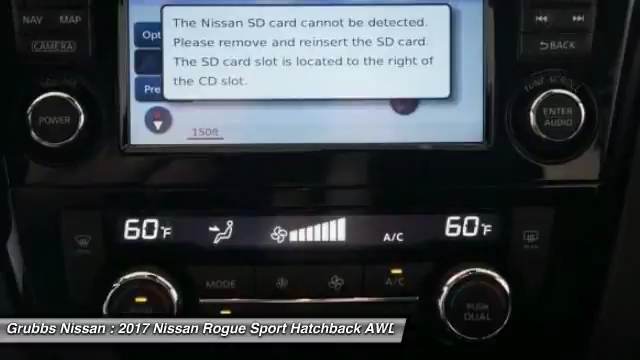 NAV MAP
CAMERA
The Nissan SD card cannot be detected.
Please remove and reinsert the SD card.
The SD card slot is located to the right of
the CD slot.
Opt
Pre
150ft
BACK
TUNE·SCROLL
POWER
ENTER
AUDIO
60°F
A/C
60°F
MODE
A/C
PUSH
DUAL
Grubbs Nissan : 2017 Nissan Rogue Sport Hatchback AWD